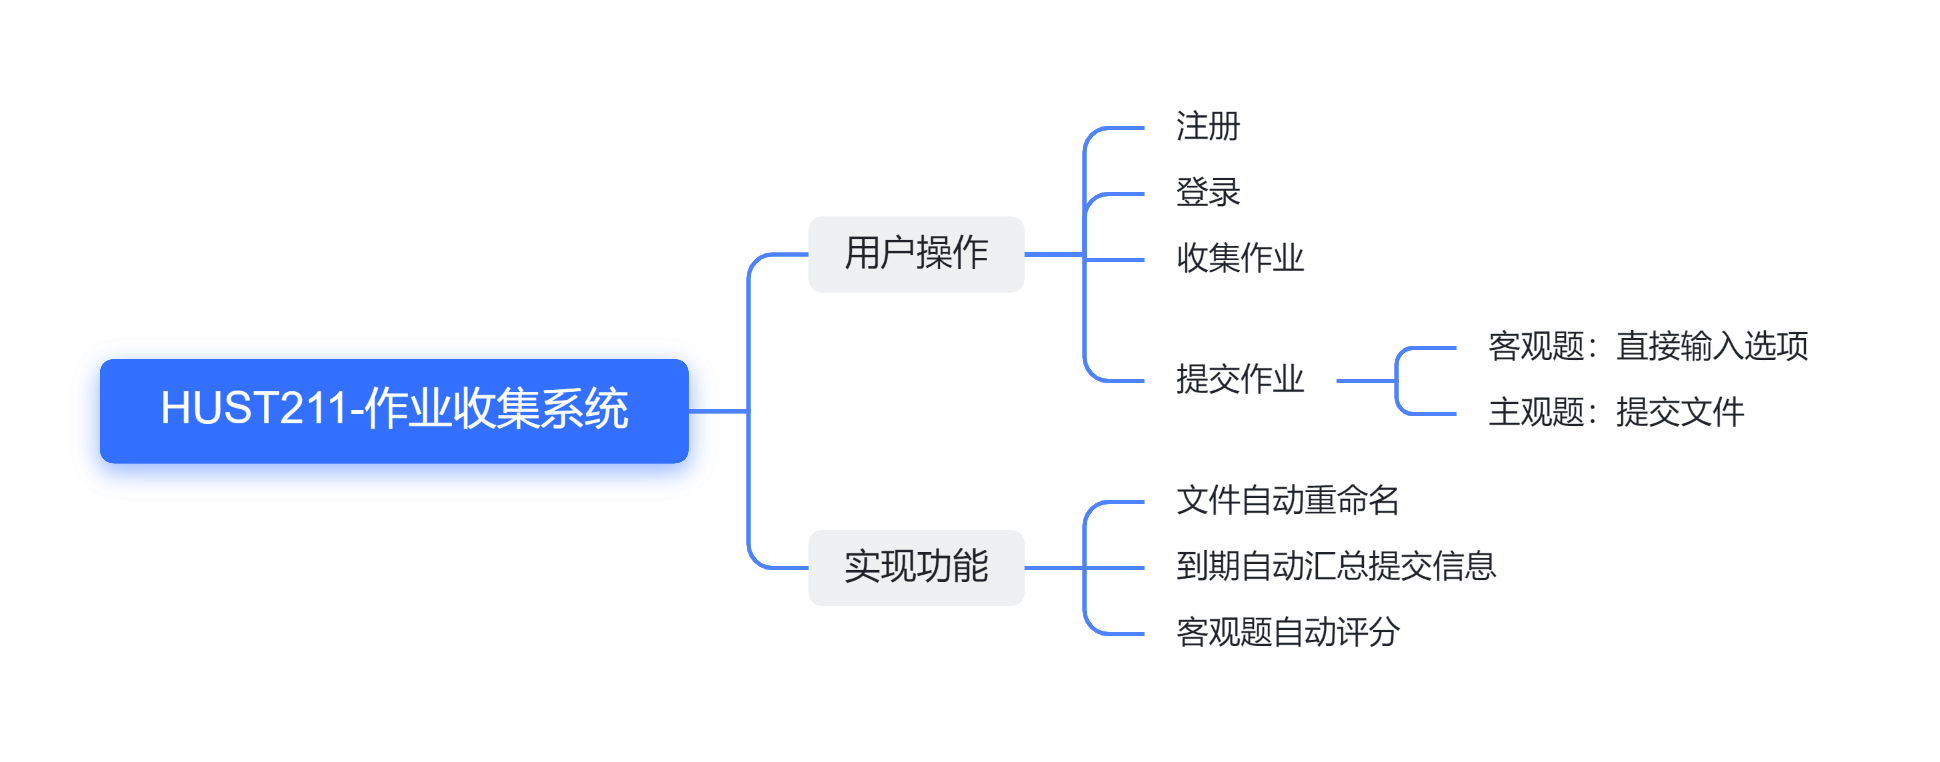 HUST211-作业收集系统
用户操作
注册
登录
收集作业
提交作业
客观题：直接输入选项
主观题：提交文件
实现功能
文件自动重命名
到期自动汇总提交信息
客观题自动评分